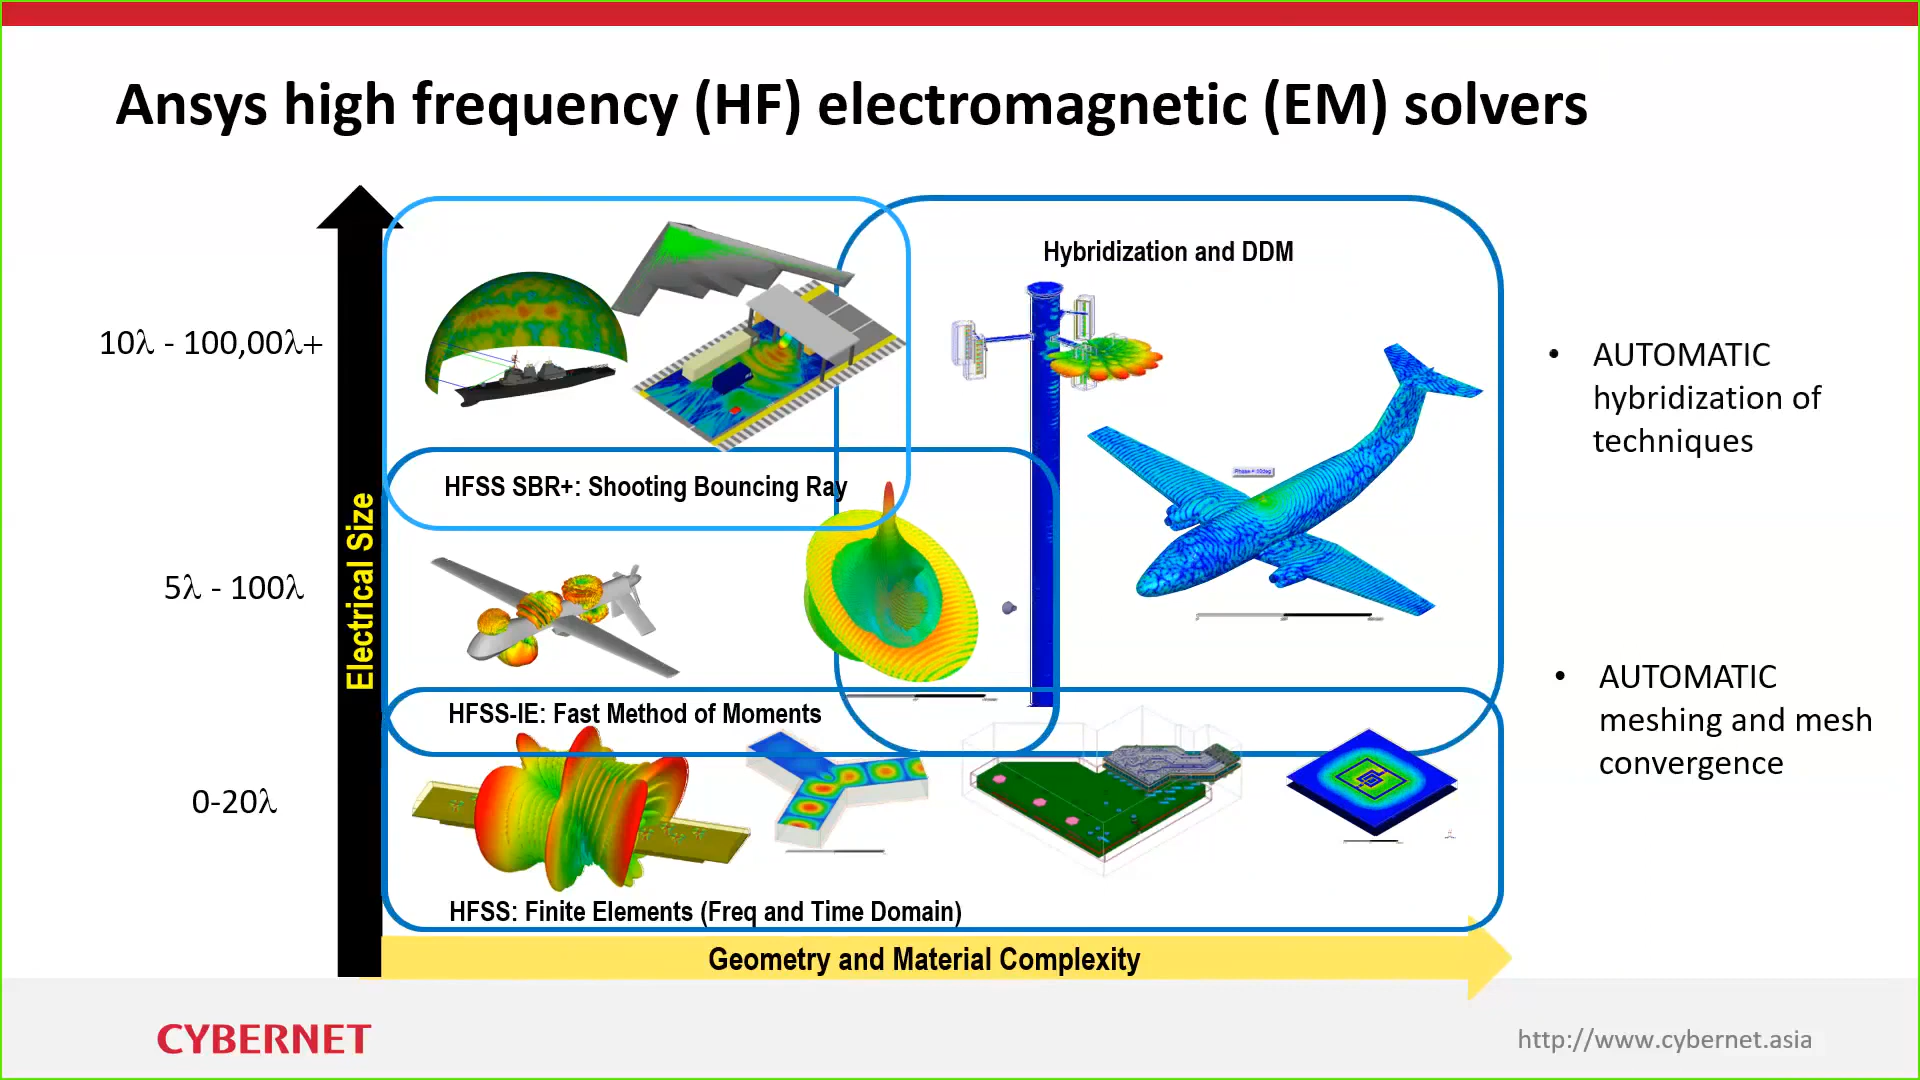 Ansys high frequency (HF) electromagnetic (EM) solvers
Hybridization and DDM
10λ - 100,00λ+
• AUTOMATIC
hybridization of
techniques
HFSS SBR+: Shooting Bouncing Ray
Electrical Size
5λ - 100λ
• AUTOMATIC
meshing and mesh
convergence
HFSS-IE: Fast Method of Moments
0-20λ
HFSS: Finite Elements (Freq and Time Domain)
Geometry and Material Complexity
CYBERNET
http://www.cybernet.asia